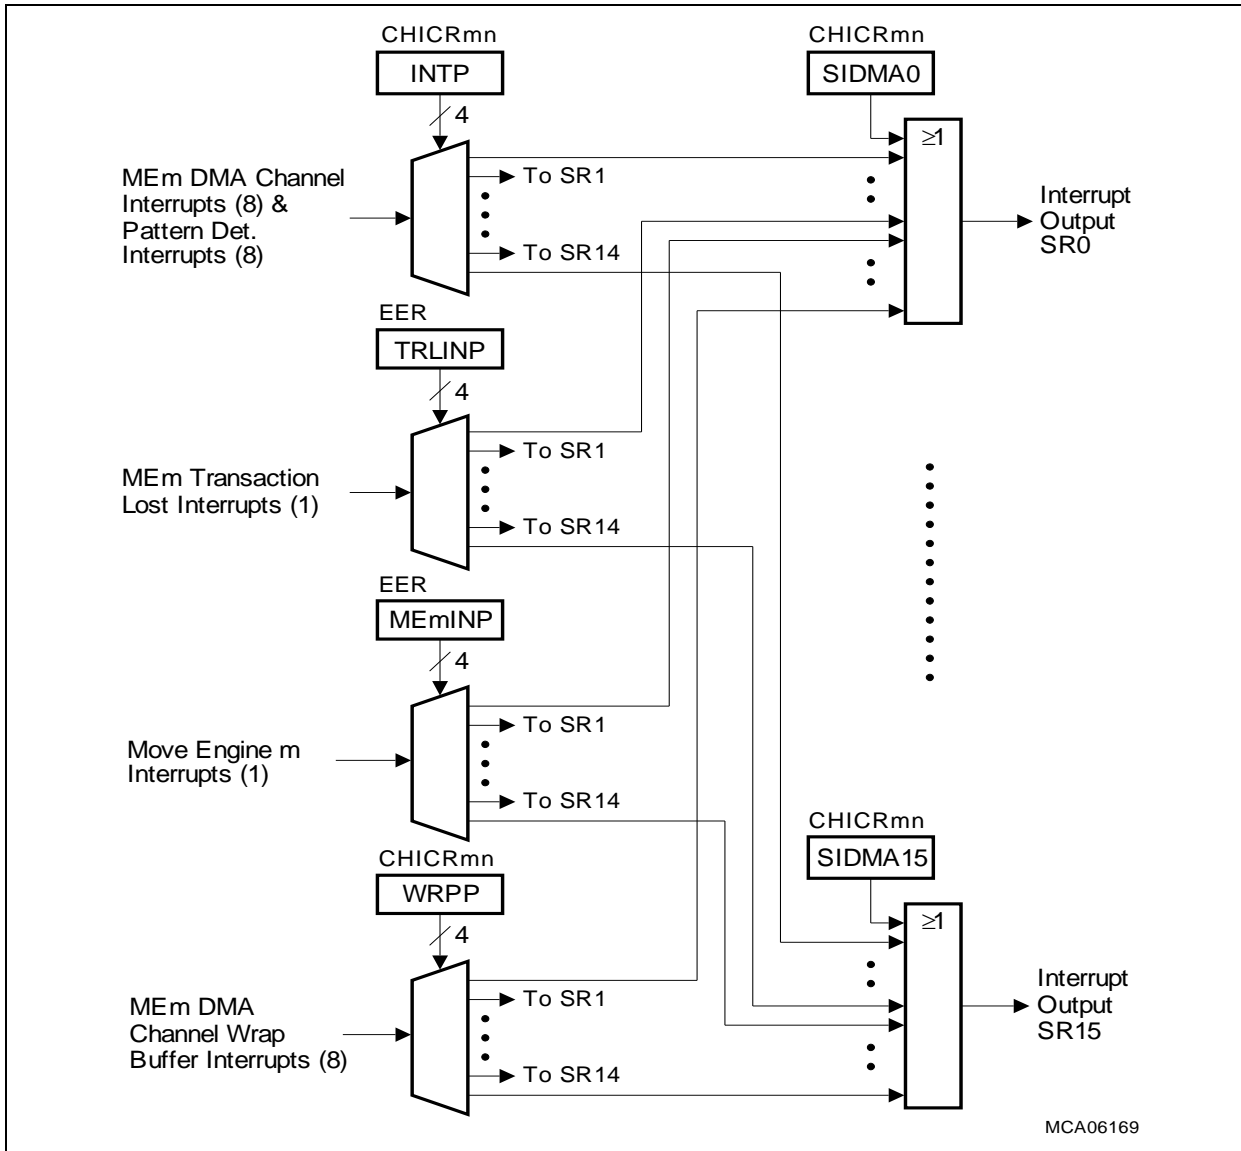 CHICRmn
INTP
4
CHICRmn
SIDMA0
≥1
MEm DMA Channel
Interrupts (8) &
Pattern Det.
Interrupts (8)
To SR1
To SR14
Interrupt
Output
SR0
EER
TRLINP
4
MEm Transaction
Lost Interrupts (1)
To SR1
To SR14
EER
MEmINP
4
Move Engine m
Interrupts (1)
To SR1
To SR14
CHICRmn
WRPP
4
CHICRmn
SIDMA15
≥1
MEm DMA
Channel Wrap
Buffer Interrupts (8)
To SR1
To SR14
Interrupt
Output
SR15
MCA06169